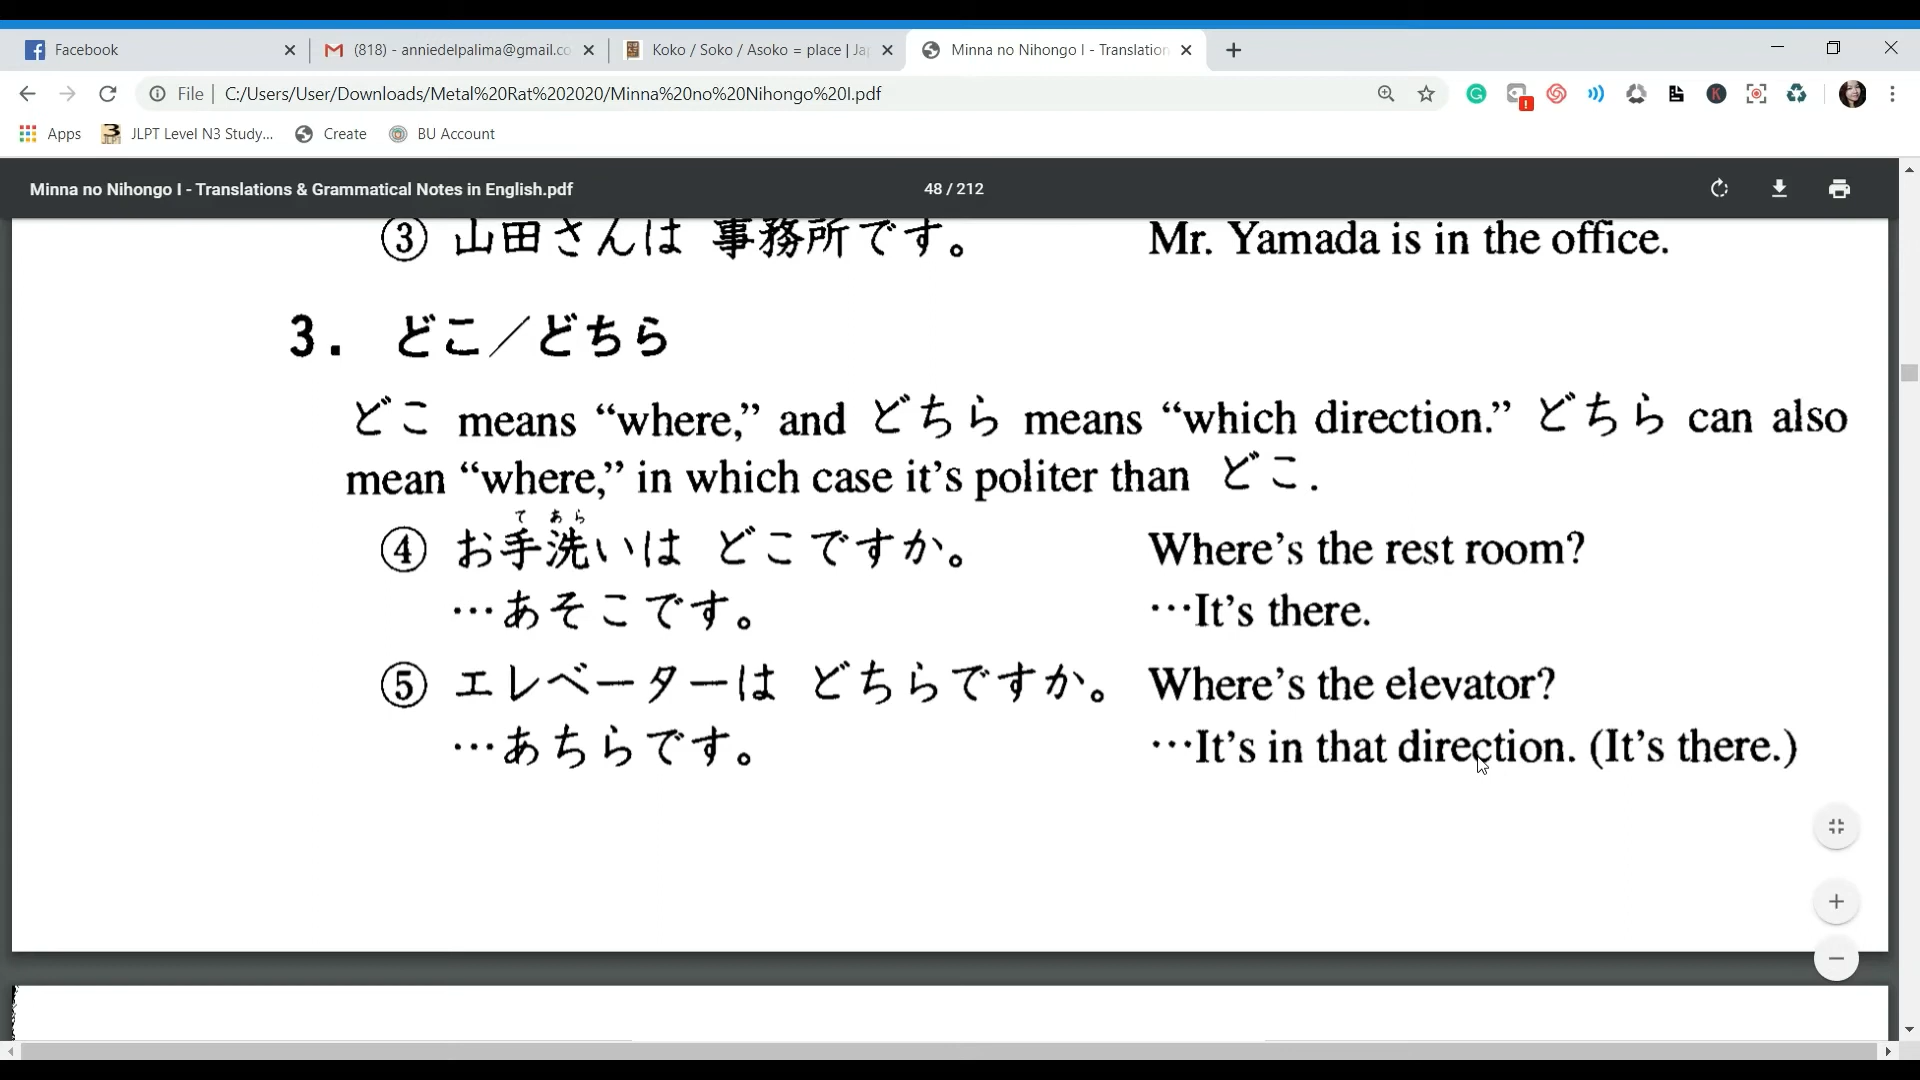 Facebook
(818) - anniedelpalima@gmail.co
Koko / Soko / Asoko = place | Ja
Minna no Nihongo I - Translation
File
C:/Users/User/Downloads/Metal%20Rat%202020/Minna%20no%20Nihongo%20I.pdf
Apps
JLPT Level N3 Study...
Create
BU Account
Minna no Nihongo I - Translations & Grammatical Notes in English.pdf
48 / 212
③ 山田さんは 事務所です。 Mr. Yamada is in the office.
3. どこ／どちら
どこ means “where,” and どちら means “which direction.” どちら can also
mean “where,” in which case it’s politer than どこ.
て あら
④ お手洗いは どこですか。 Where’s the rest room?
…あそこです。 …It’s there.
⑤ エレベーターは どちらですか。 Where’s the elevator?
…あちらです。 …It’s in that direction. (It’s there.)